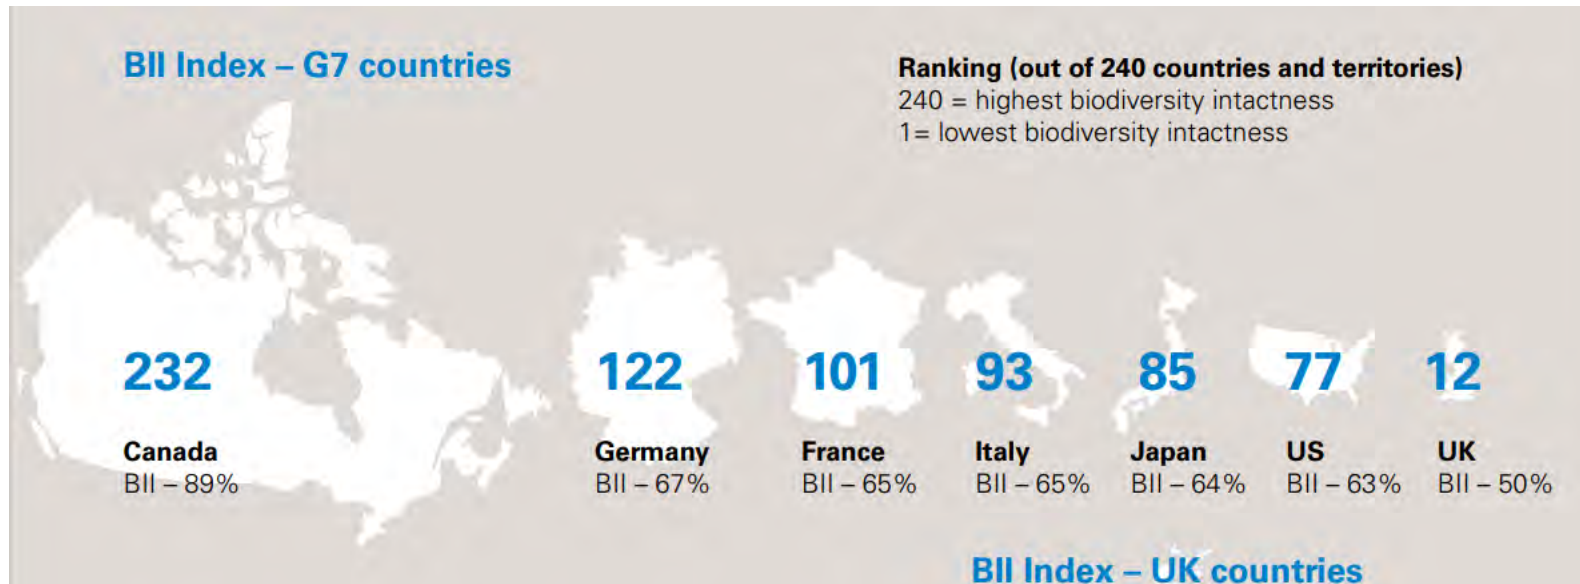 BII Index – G7 countries
Ranking (out of 240 countries and territories)
240 = highest biodiversity intactness
1= lowest biodiversity intactness
232
Canada
BII – 89%
122
Germany
BII – 67%
101
France
BII – 65%
93
Italy
BII – 65%
85
Japan
BII – 64%
77
US
BII – 63%
12
UK
BII – 50%
BII Index – UK countries